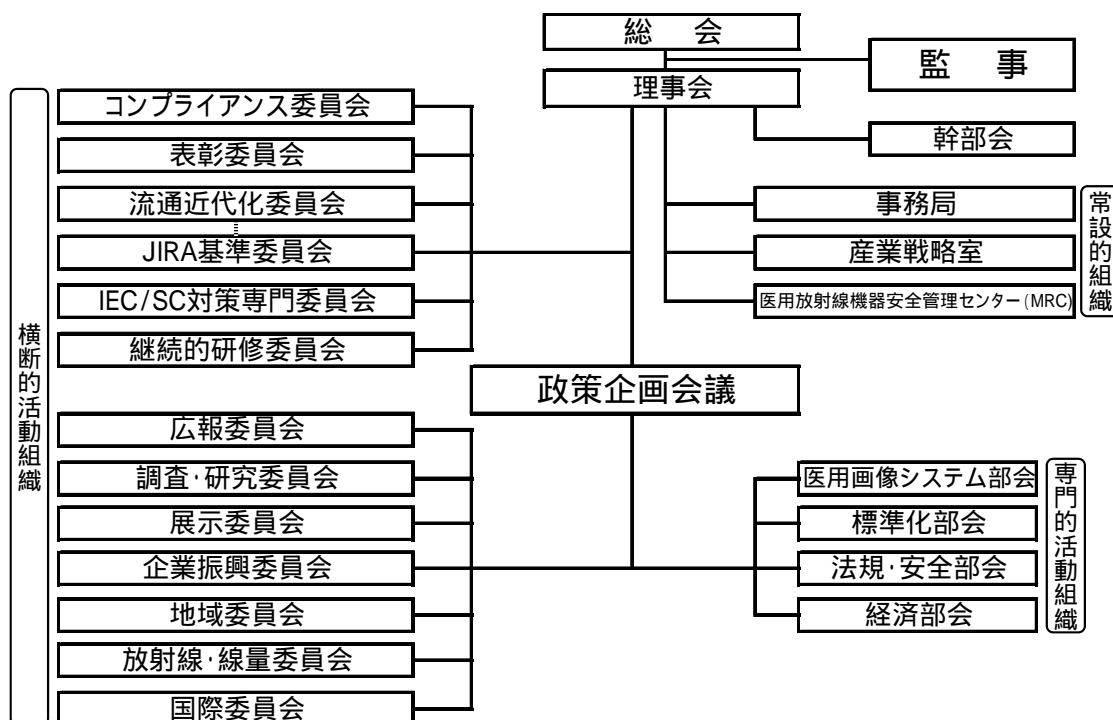 総　会
監　事
理事会
幹部会
コンプライアンス委員会
表彰委員会
流通近代化委員会
JIRA基準委員会
IEC/SC対策専門委員会
継続的研修委員会
事務局
産業戦略室
医用放射線機器安全管理センター(MRC)
常設的組織
政策企画会議
横断的活動組織
広報委員会
調査·研究委員会
展示委員会
企業振興委員会
地域委員会
放射線·線量委員会
国際委員会
医用画像システム部会
標準化部会
法規·安全部会
経済部会
専門的活動組織